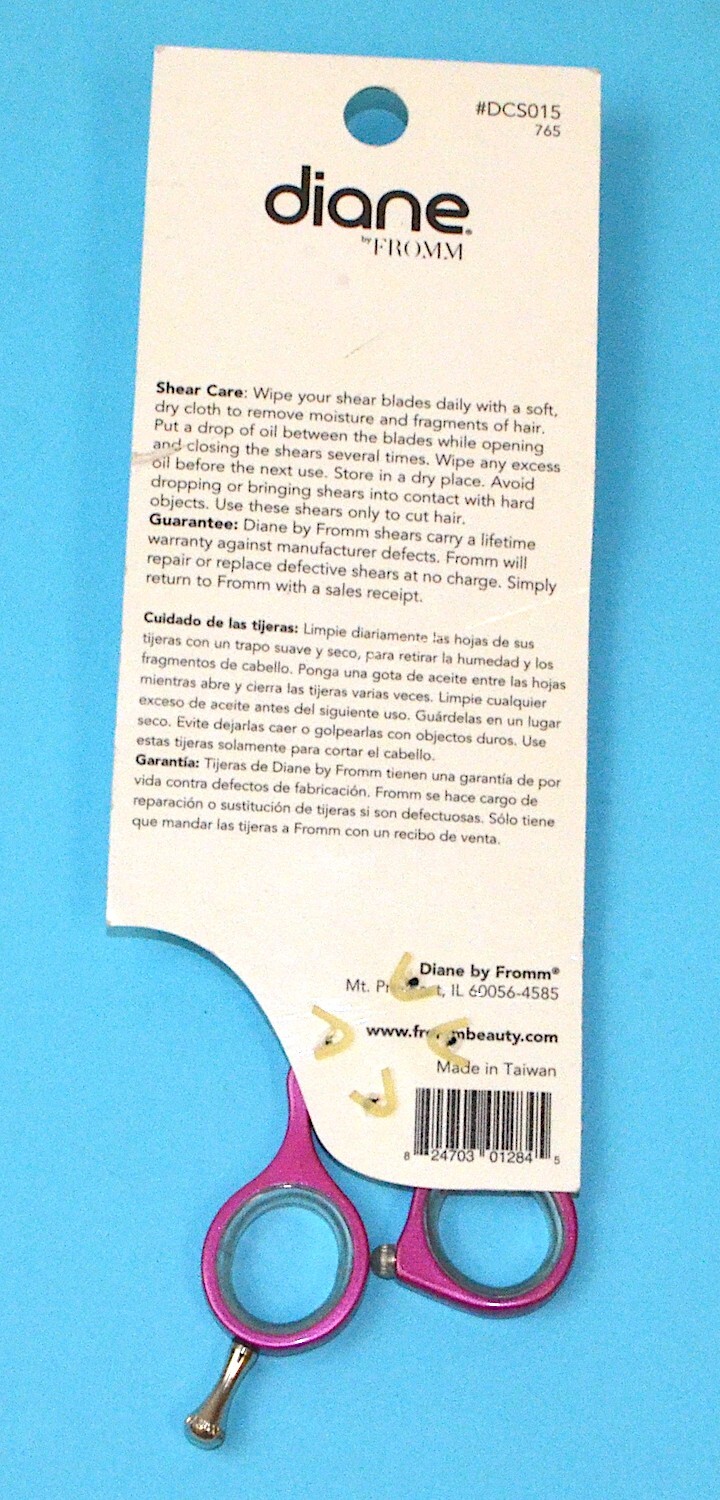 #DCS015
765
diane®
by FROMM
Shear Care: Wipe your shear blades daily with a soft,
dry cloth to remove moisture and fragments of hair.
Put a drop of oil between the blades while opening
and closing the shears several times. Wipe any excess
oil before the next use. Store in a dry place. Avoid
dropping or bringing shears into contact with hard
objects. Use these shears only to cut hair.
Guarantee: Diane by Fromm shears carry a lifetime
warranty against manufacturer defects. Fromm will
repair or replace defective shears at no charge. Simply
return to Fromm with a sales receipt.
Cuidado de las tijeras: Limpie diariamente las hojas de sus
tijeras con un trapo suave y seco, para retirar la humedad y los
fragmentos de cabello. Ponga una gota de aceite entre las hojas
mientras abre y cierra las tijeras varias veces. Limpie cualquier
exceso de aceite antes del siguiente uso. Guárdelas en un lugar
seco. Evite dejarlas caer o golpearlas con objectos duros. Use
estas tijeras solamente para cortar el cabello.
Garantía: Tijeras de Diane by Fromm tienen una garantía de por
vida contra defectos de fabricación. Fromm se hace cargo de
reparación o sustitución de tijeras si son defectuosas. Sólo tiene
que mandar las tijeras a Fromm con un recibo de venta.
Diane by Fromm®
Mt. IL 60056-4585
Made in Taiwan
8 24703 01284 5